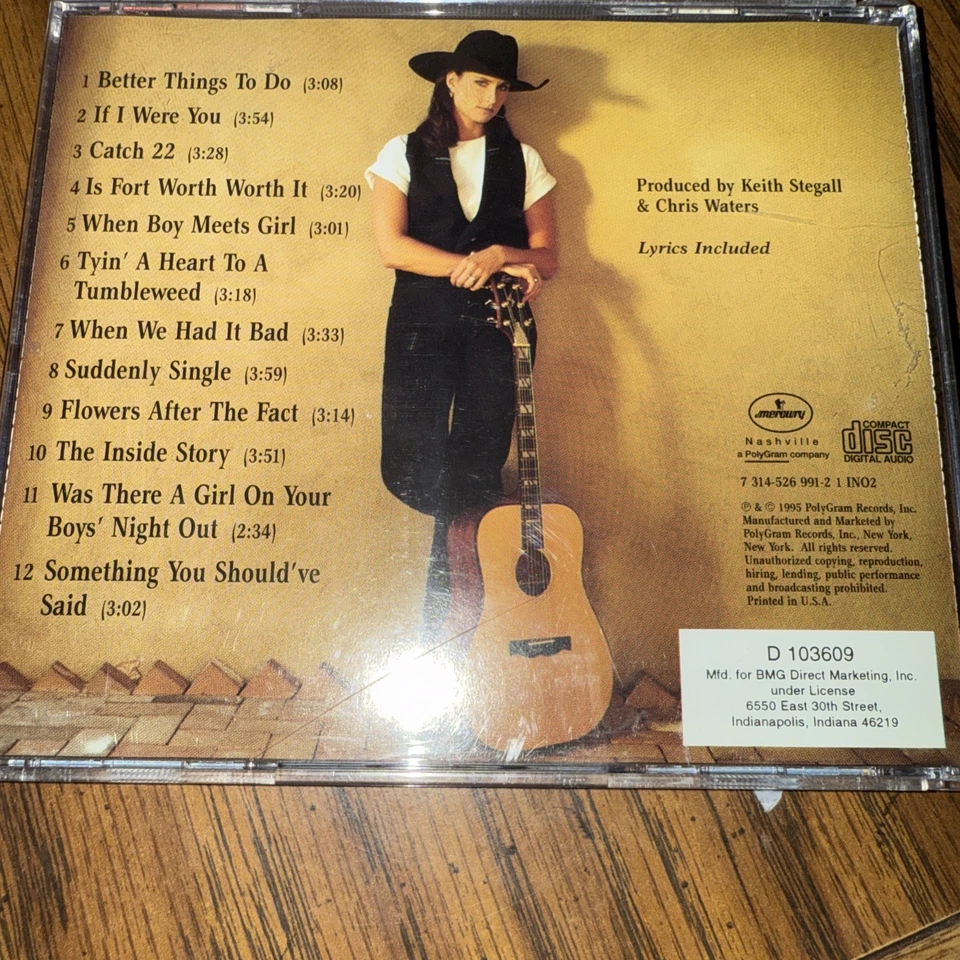 1 Better Things To Do (3:08)
2 If I Were You (3:54)
3 Catch 22 (3:28)
4 Is Fort Worth Worth It (3:20)
5 When Boy Meets Girl (3:01)
6 Tyin' A Heart To A
Tumbleweed (3:18)
7 When We Had It Bad (3:33)
8 Suddenly Single (3:59)
9 Flowers After The Fact (3:14)
10 The Inside Story (3:51)
11 Was There A Girl On Your
Boys' Night Out (2:34)
12 Something You Should've
Said (3:02)
Produced by Keith Stegall
& Chris Waters
Lyrics Included
mercury
Nashville
a PolyGram company
COMPACT
disc
DIGITAL AUDIO
7 314-526 991-2 1 INO2
℗ & © 1995 PolyGram Records, Inc.
Manufactured and Marketed by
PolyGram Records, Inc., New York,
New York. All rights reserved.
Unauthorized copying, reproduction,
hiring, lending, public performance
and broadcasting prohibited.
Printed in U.S.A.
D 103609
Mfd. for BMG Direct Marketing, Inc.
under License
6550 East 30th Street,
Indianapolis, Indiana 46219